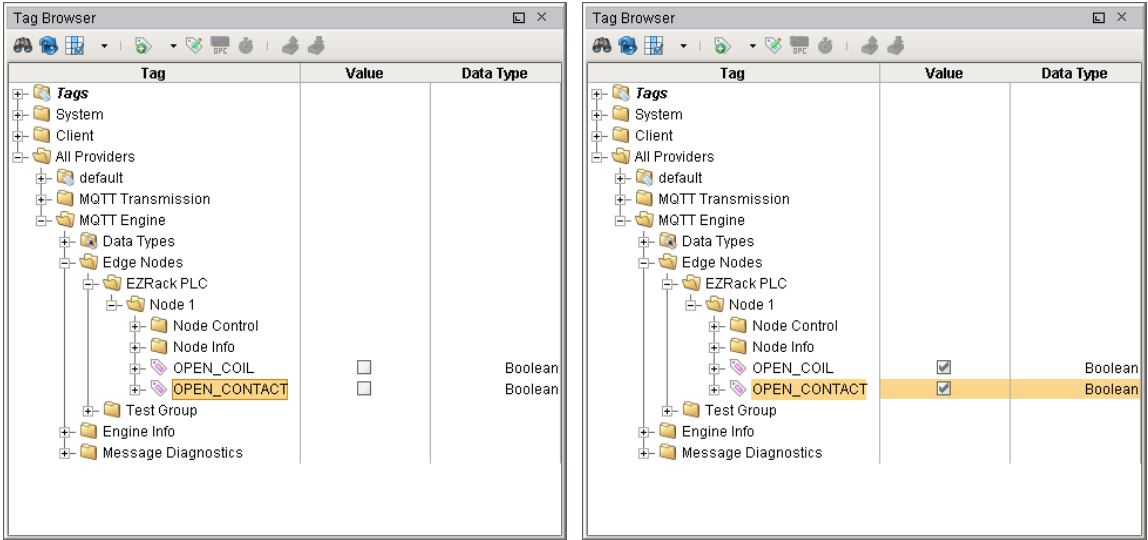 Tag Browser
Tag Value Data Type
Tags
System
Client
All Providers
default
MQTT Transmission
MQTT Engine
Data Types
Edge Nodes
EZRack PLC
Node 1
Node Control
Node Info
OPEN_COIL Boolean
OPEN_CONTACT Boolean
Test Group
Engine Info
Message Diagnostics
Tag Browser
Tag Value Data Type
Tags
System
Client
All Providers
default
MQTT Transmission
MQTT Engine
Data Types
Edge Nodes
EZRack PLC
Node 1
Node Control
Node Info
OPEN_COIL Boolean
OPEN_CONTACT Boolean
Test Group
Engine Info
Message Diagnostics